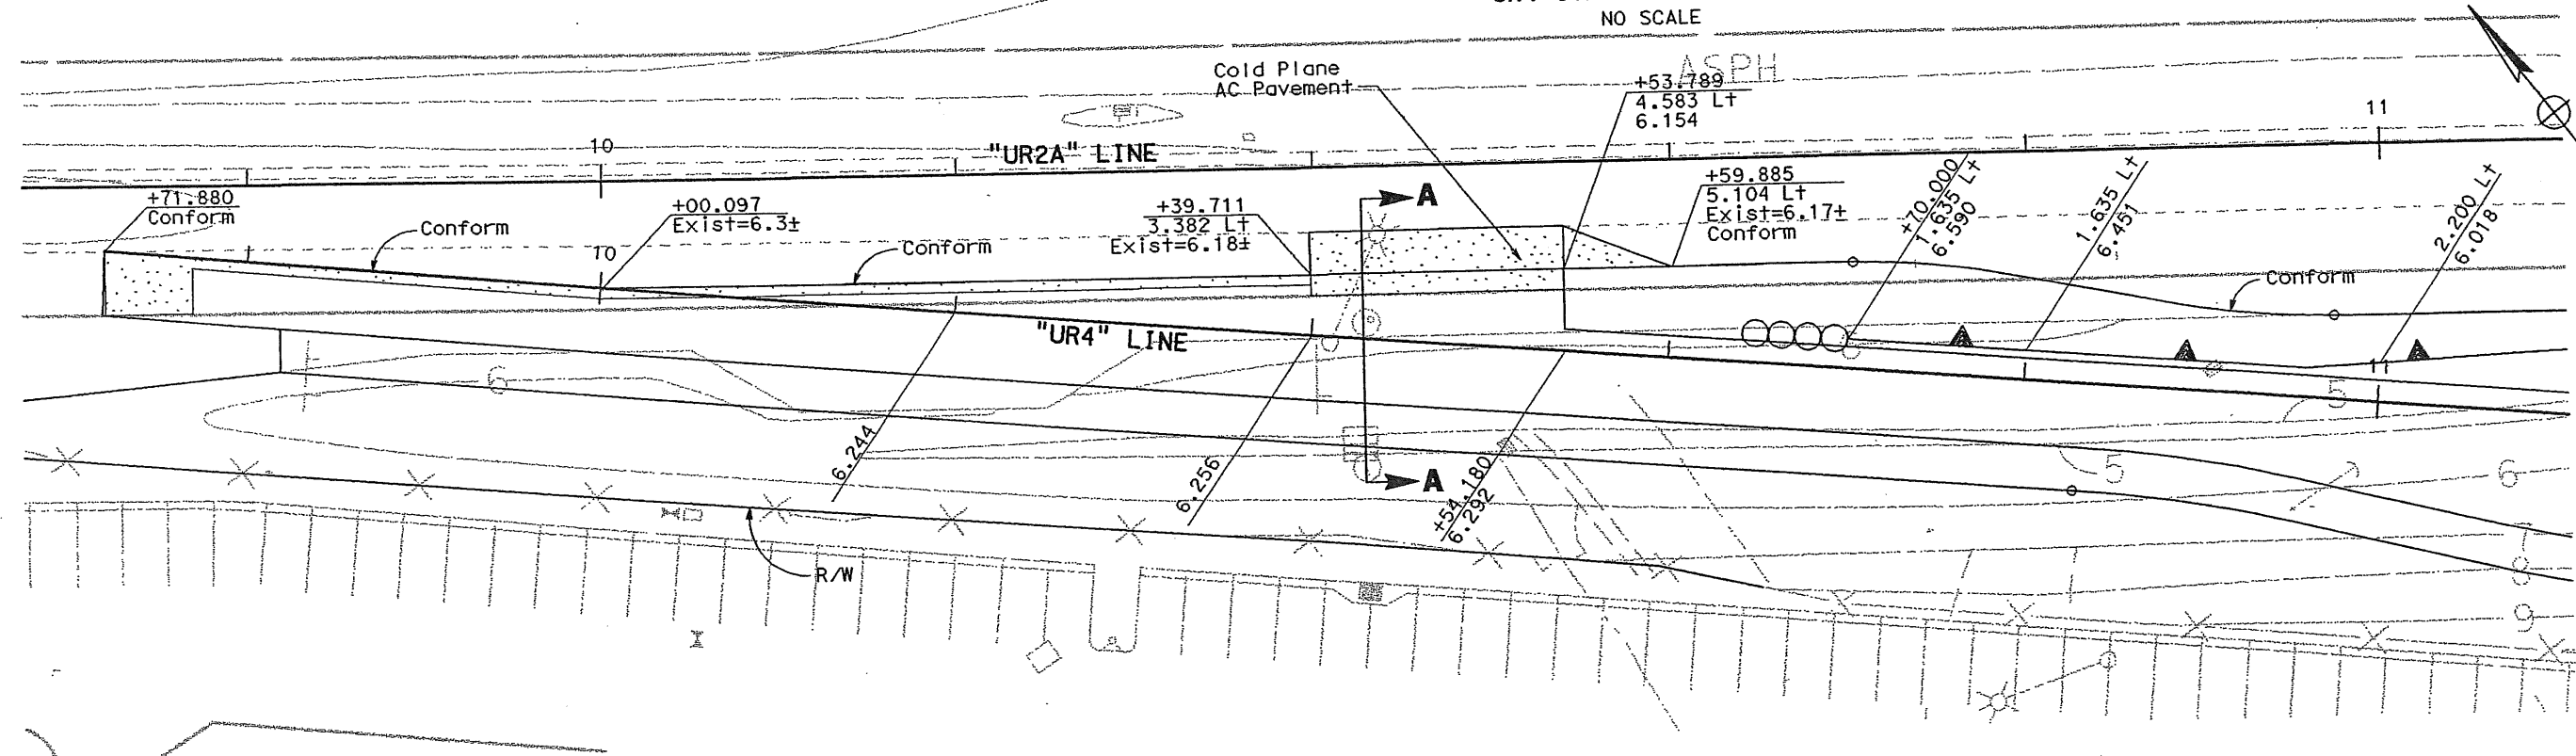 NO SCALE
ASPH
Cold Plane
AC Pavement
+53.789
4.583 Lt
6.154
11
10
"UR2A" LINE
+71.880
Conform
Conform
+00.097
Exist=6.3±
10
Conform
+39.711
3.382 Lt
Exist=6.18±
A
+59.885
5.104 Lt
Exist=6.17±
Conform
+70.000
1.635 Lt
6.590
1.635 Lt
6.451
2.200 Lt
6.018
Conform
"UR4" LINE
11
6
5
6.244
6.256
+54.180
6.292
A
5
6
7
8
9
R/W